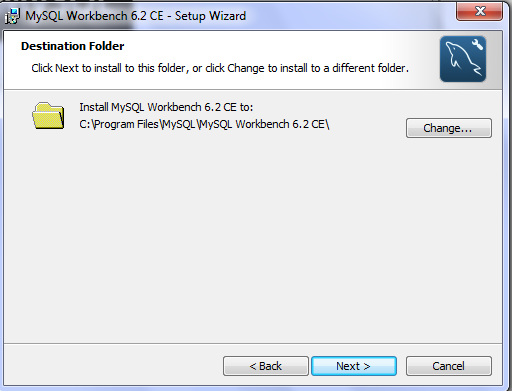 MySQL Workbench 6.2 CE - Setup Wizard
Destination Folder
Click Next to install to this folder, or click Change to install to a different folder.
Install MySQL Workbench 6.2 CE to:
C:\Program Files\MySQL\MySQL Workbench 6.2 CE\
Change...
< Back
Next >
Cancel